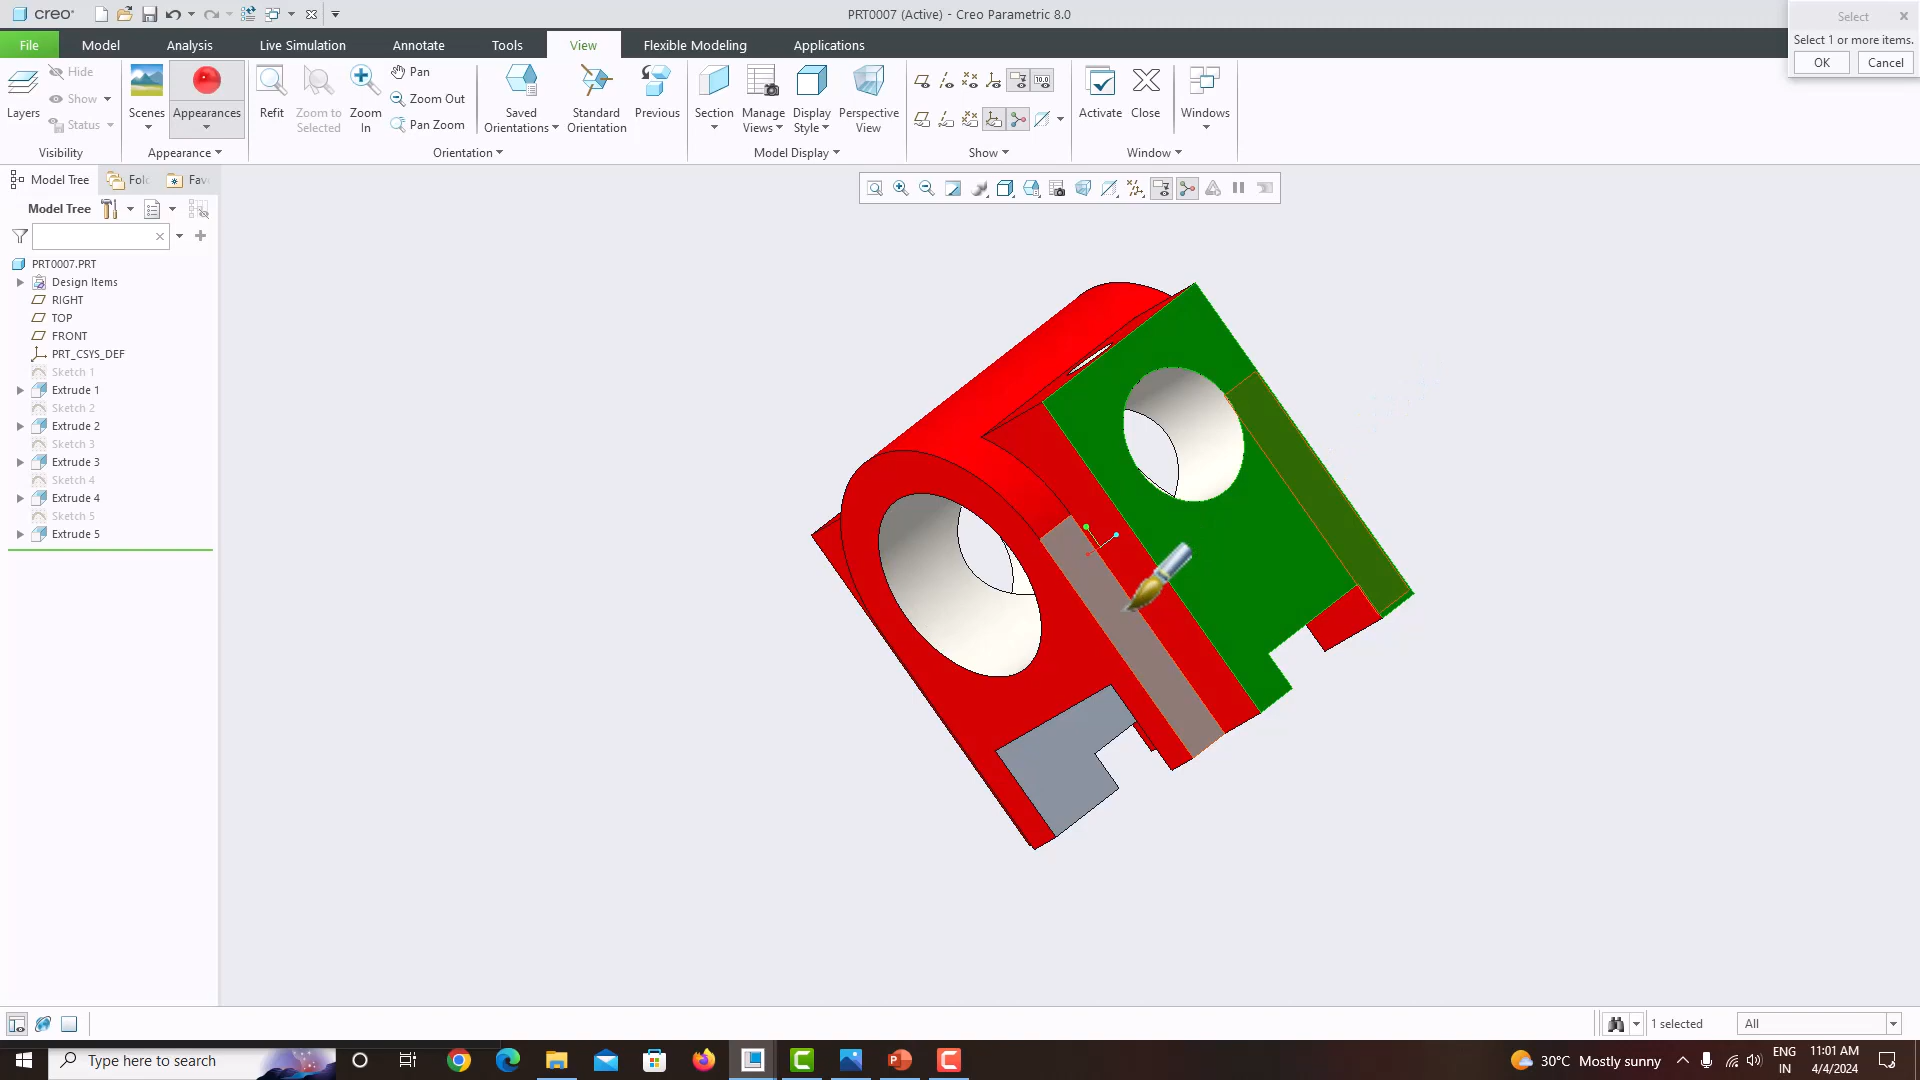 creo
PRT0007 (Active) - Creo Parametric 8.0
Select
Select 1 or more items.
OK
Cancel
File
Model
Analysis
Live Simulation
Annotate
Tools
View
Flexible Modeling
Applications
Layers
Hide
Show
Status
Visibility
Scenes
Appearances
Appearance
Refit
Zoom to Selected
Zoom In
Pan
Zoom Out
Pan Zoom
Saved Orientations
Standard Orientation
Previous
Orientation
Section
Manage Views
Display Style
Perspective View
Model Display
Show
Activate
Close
Windows
Window
Model Tree
Fol
Fav
Model Tree
PRT0007.PRT
Design Items
RIGHT
TOP
FRONT
PRT_CSYS_DEF
Sketch 1
Extrude 1
Sketch 2
Extrude 2
Sketch 3
Extrude 3
Sketch 4
Extrude 4
Sketch 5
Extrude 5
1 selected
All
Type here to search
30°C Mostly sunny
ENG
IN
11:01 AM
4/4/2024